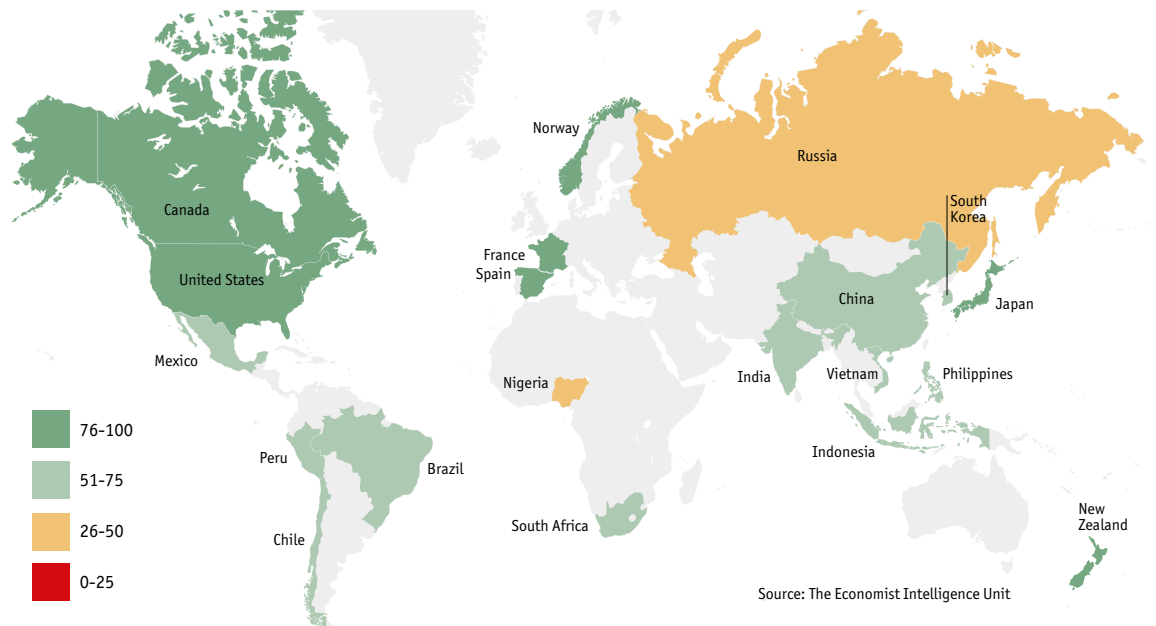 Norway
Russia
South
Korea
Canada
France
Spain
United States
China
Japan
Mexico
India
Vietnam
Philippines
Nigeria
76-100
51-75
26-50
0-25
Peru
Brazil
Indonesia
South Africa
Chile
New
Zealand
Source: The Economist Intelligence Unit